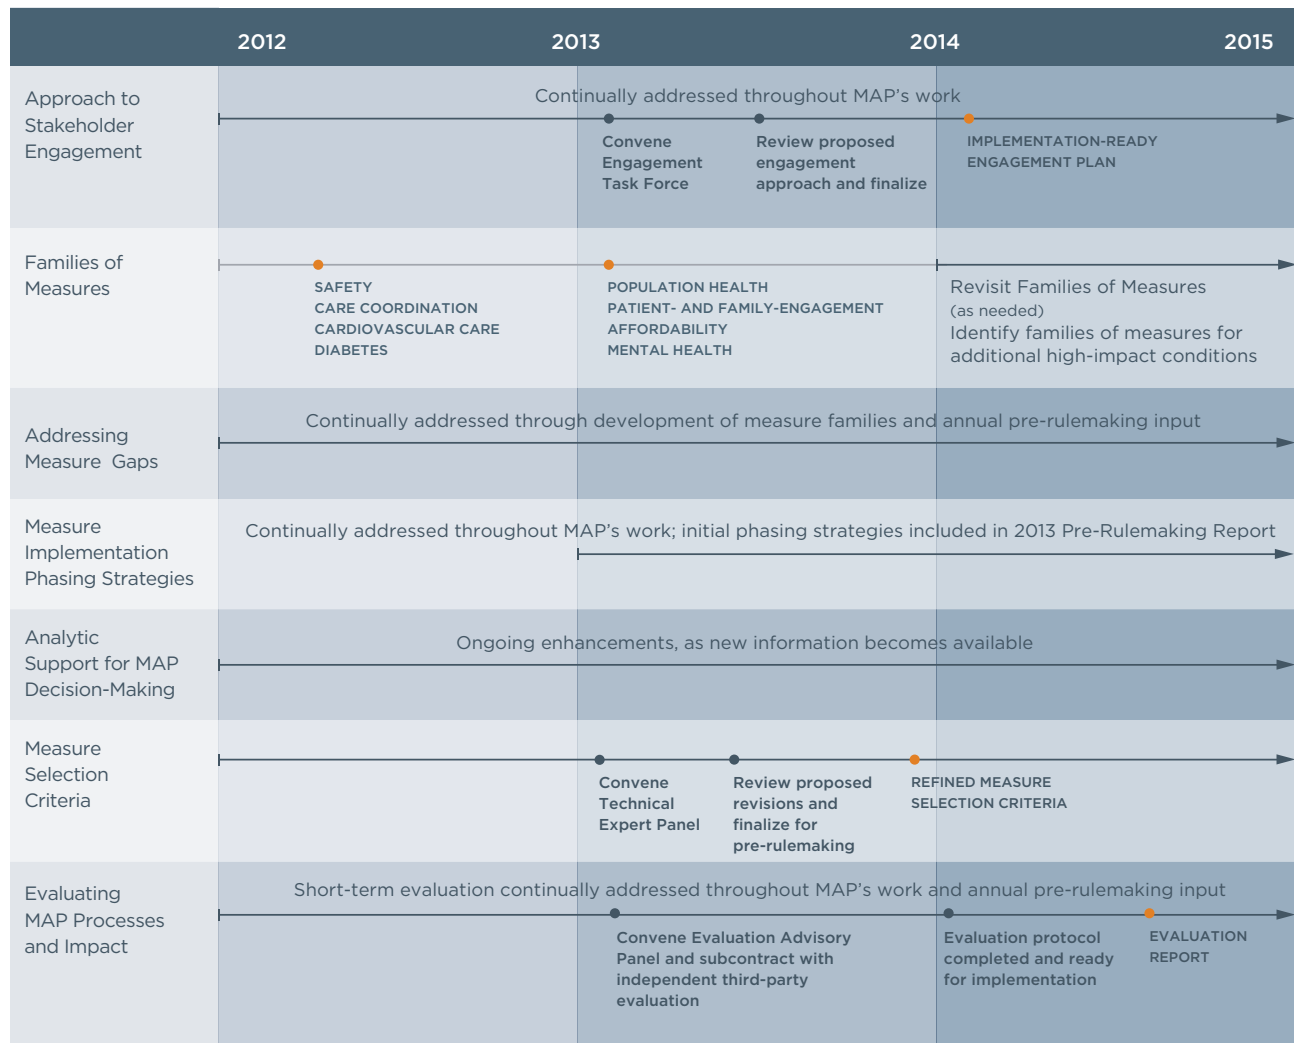 2012 2013 2014 2015
Approach to
Stakeholder
Engagement
Continually addressed throughout MAP's work
Convene
Engagement
Task Force
Review proposed
engagement
approach and finalize
IMPLEMENTATION-READY
ENGAGEMENT PLAN
Families of
Measures
SAFETY
CARE COORDINATION
CARDIOVASCULAR CARE
DIABETES
POPULATION HEALTH
PATIENT- AND FAMILY-ENGAGEMENT
AFFORDABILITY
MENTAL HEALTH
Revisit Families of Measures
(as needed)
Identify families of measures for
additional high-impact conditions
Addressing
Measure Gaps
Continually addressed through development of measure families and annual pre-rulemaking input
Measure
Implementation
Phasing Strategies
Continually addressed throughout MAP's work; initial phasing strategies included in 2013 Pre-Rulemaking Report
Analytic
Support for MAP
Decision-Making
Ongoing enhancements, as new information becomes available
Measure
Selection
Criteria
Convene
Technical
Expert Panel
Review proposed
revisions and
finalize for
pre-rulemaking
REFINED MEASURE
SELECTION CRITERIA
Evaluating
MAP Processes
and Impact
Short-term evaluation continually addressed throughout MAP's work and annual pre-rulemaking input
Convene Evaluation Advisory
Panel and subcontract with
independent third-party
evaluation
Evaluation protocol
completed and ready
for implementation
EVALUATION
REPORT